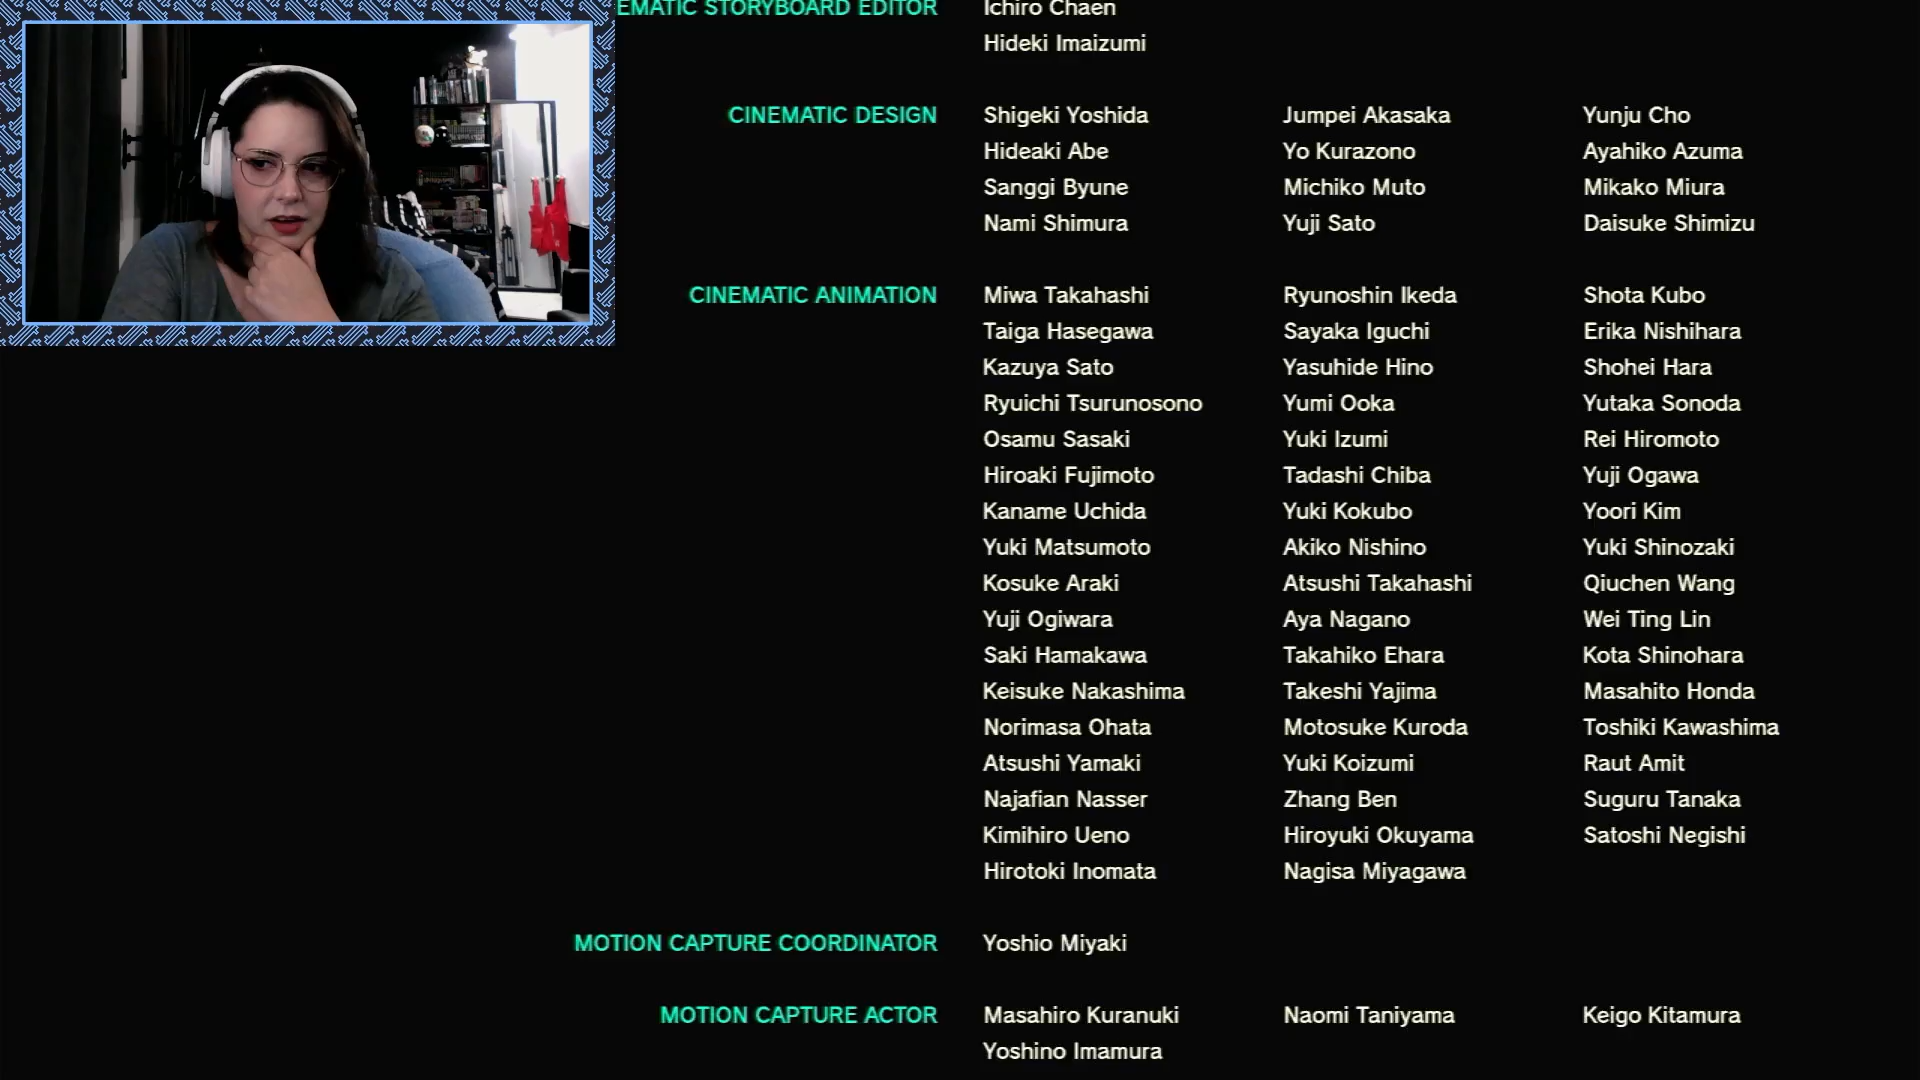 EMATIC STORYBOARD EDITOR Ichiro Chaen
Hideki Imaizumi
CINEMATIC DESIGN Shigeki Yoshida Jumpei Akasaka Yunju Cho
Hideaki Abe Yo Kurazono Ayahiko Azuma
Sanggi Byune Michiko Muto Mikako Miura
Nami Shimura Yuji Sato Daisuke Shimizu
CINEMATIC ANIMATION Miwa Takahashi Ryunoshin Ikeda Shota Kubo
Taiga Hasegawa Sayaka Iguchi Erika Nishihara
Kazuya Sato Yasuhide Hino Shohei Hara
Ryuichi Tsurunosono Yumi Ooka Yutaka Sonoda
Osamu Sasaki Yuki Izumi Rei Hiromoto
Hiroaki Fujimoto Tadashi Chiba Yuji Ogawa
Kaname Uchida Yuki Kokubo Yoori Kim
Yuki Matsumoto Akiko Nishino Yuki Shinozaki
Kosuke Araki Atsushi Takahashi Qiuchen Wang
Yuji Ogiwara Aya Nagano Wei Ting Lin
Saki Hamakawa Takahiko Ehara Kota Shinohara
Keisuke Nakashima Takeshi Yajima Masahito Honda
Norimasa Ohata Motosuke Kuroda Toshiki Kawashima
Atsushi Yamaki Yuki Koizumi Raut Amit
Najafian Nasser Zhang Ben Suguru Tanaka
Kimihiro Ueno Hiroyuki Okuyama Satoshi Negishi
Hirotoki Inomata Nagisa Miyagawa
MOTION CAPTURE COORDINATOR Yoshio Miyaki
MOTION CAPTURE ACTOR Masahiro Kuranuki Naomi Taniyama Keigo Kitamura
Yoshino Imamura